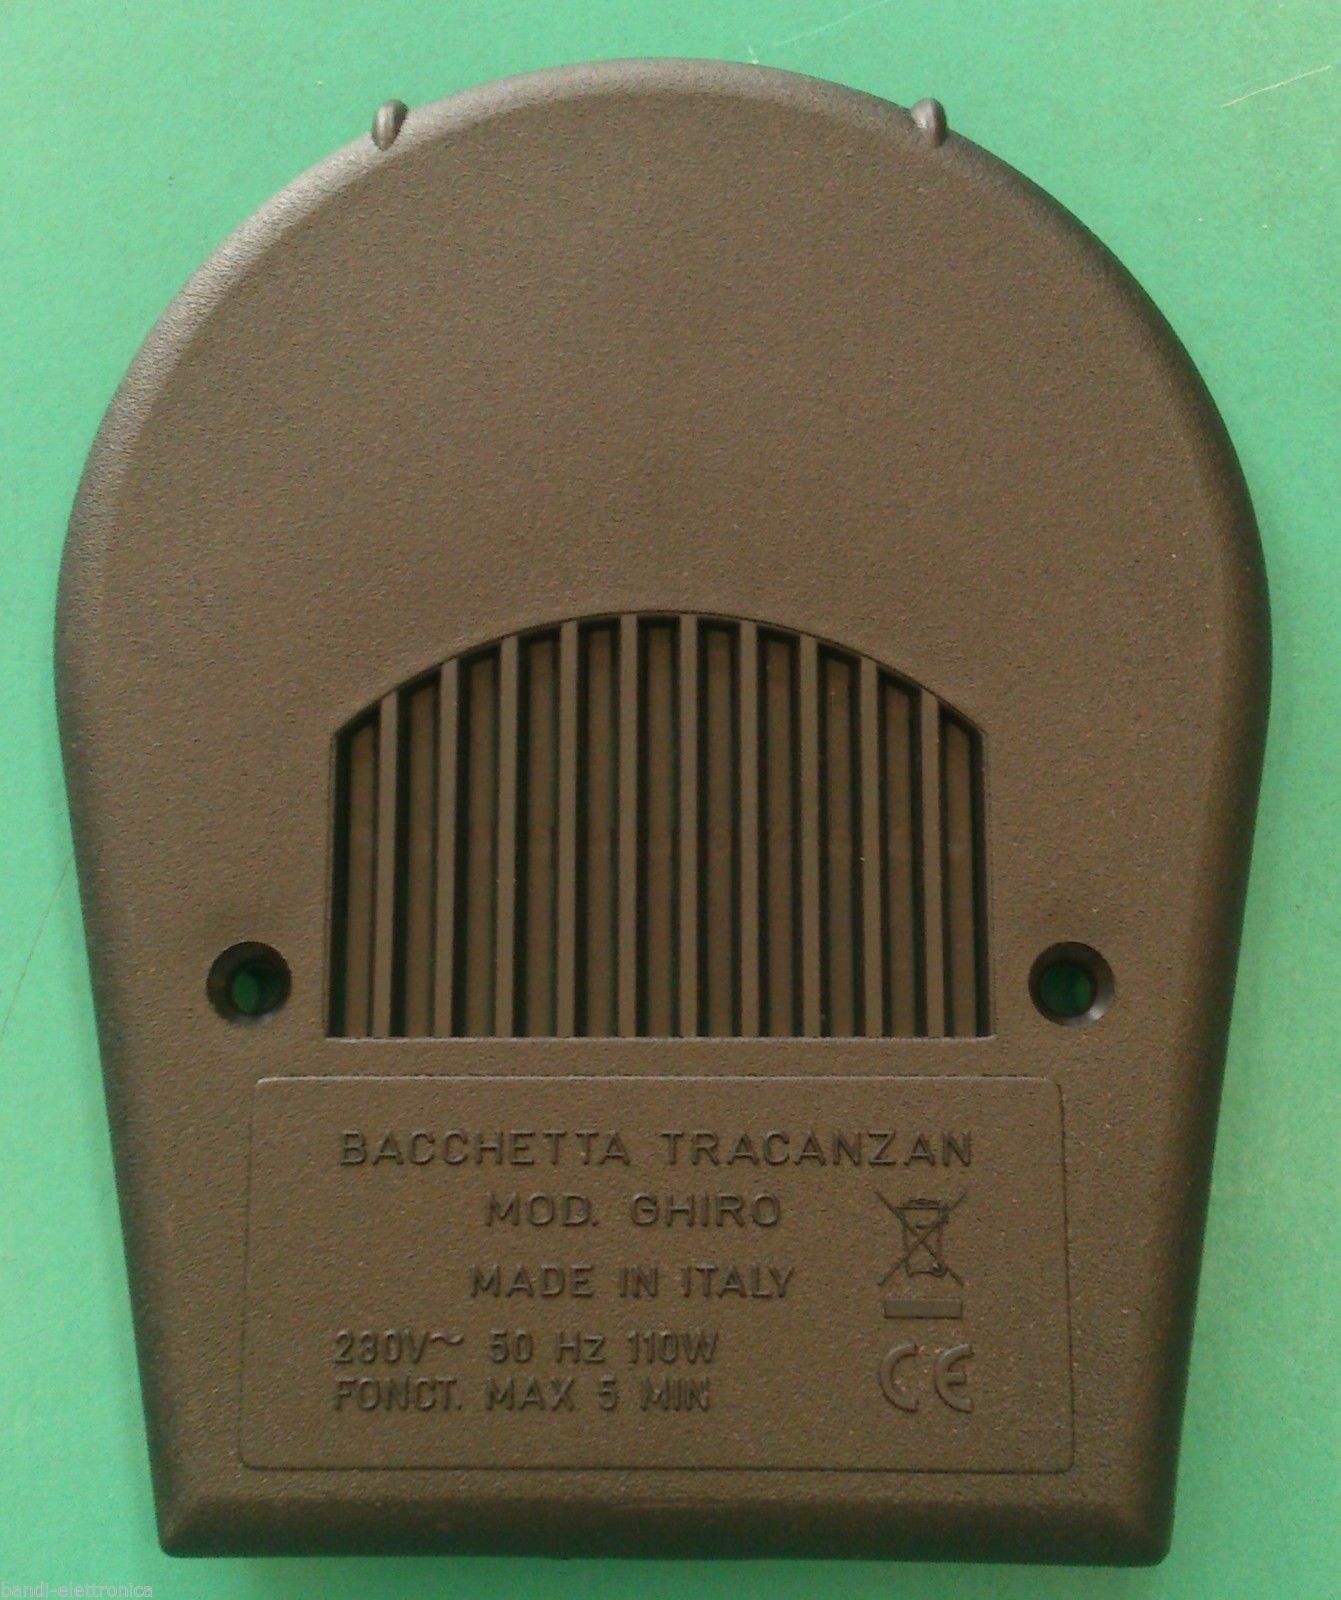 BACCHETTA TRACANZAN
MOD. GHIRO
MADE IN ITALY
230V~ 50 Hz 110W
FONCT. MAX 5 MIN
CE
bandi-elettronica